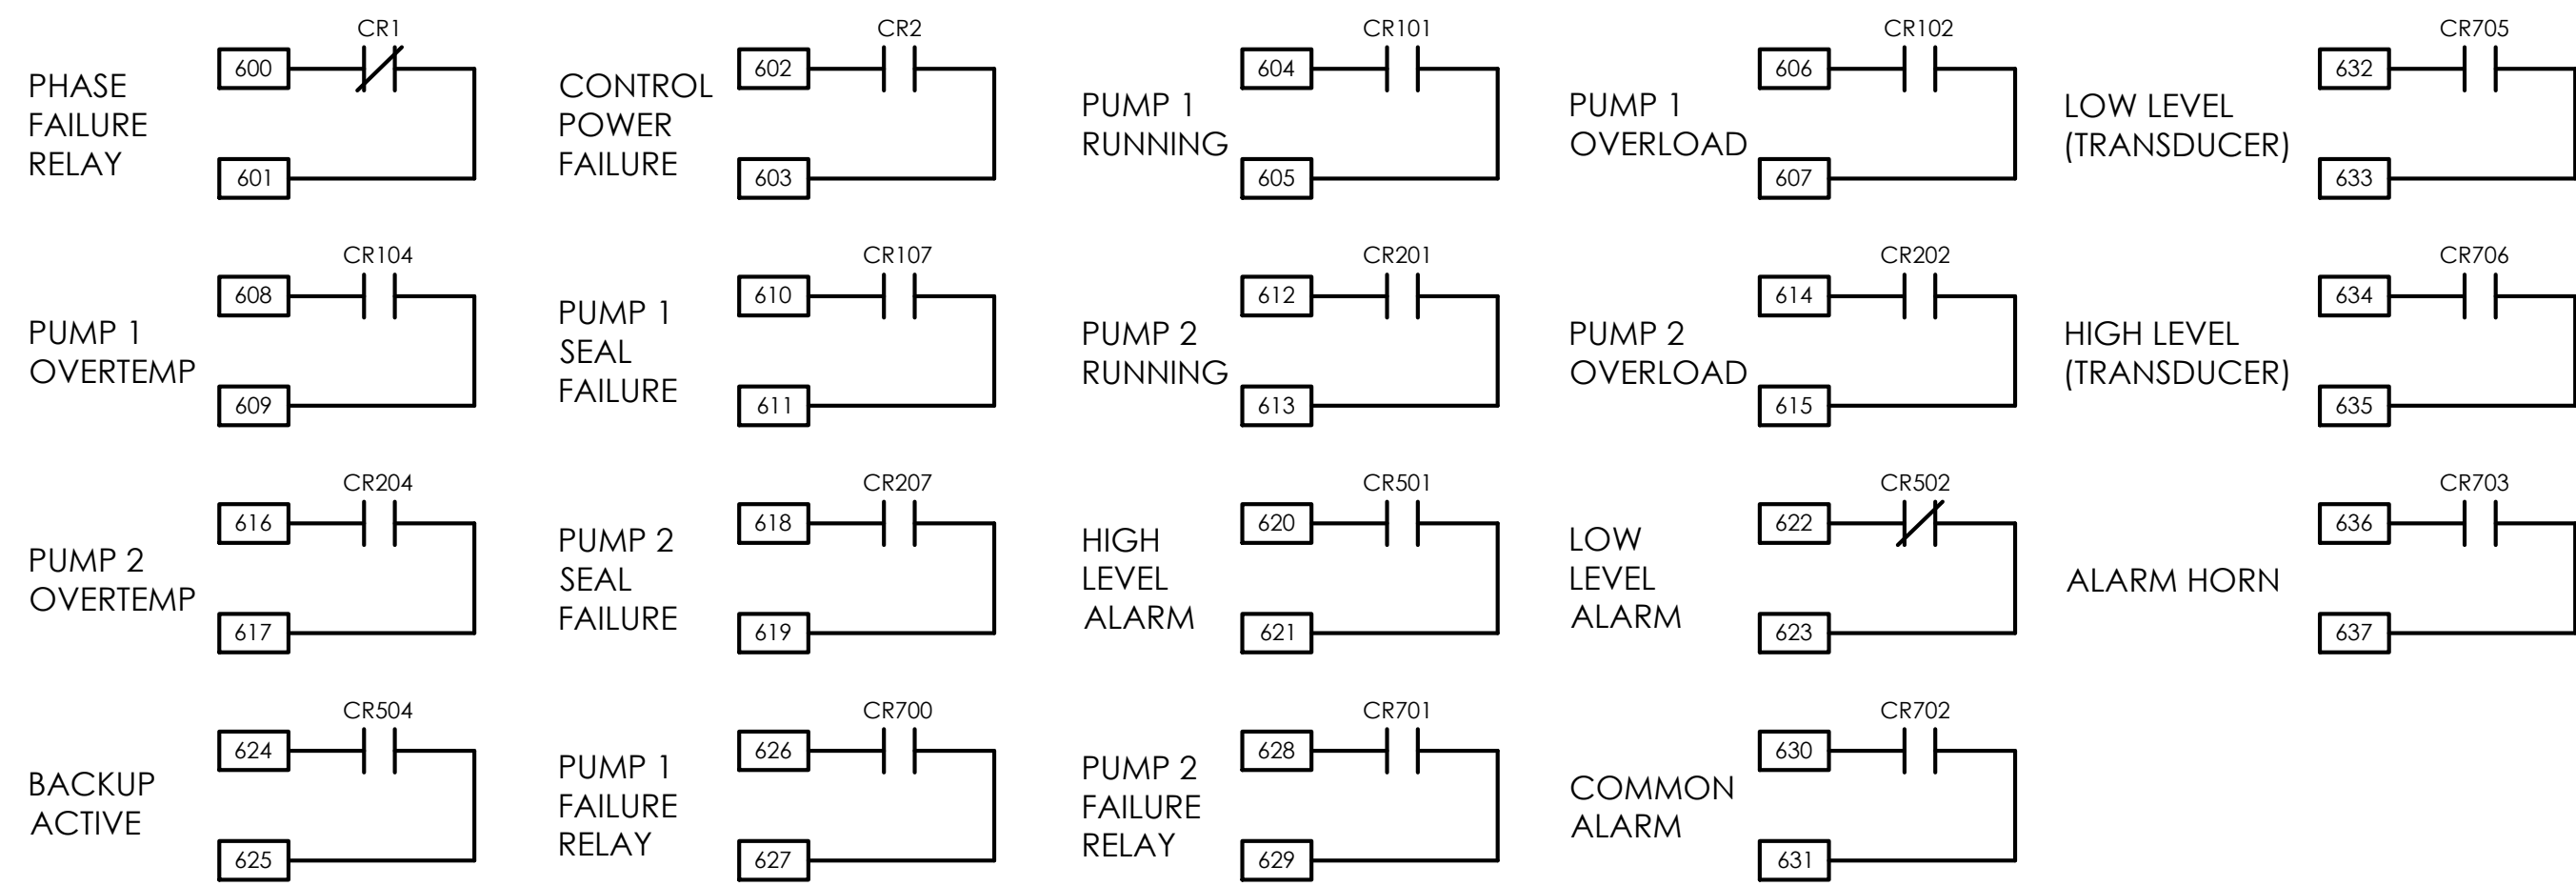 CR1
600
PHASE
FAILURE
RELAY
601
CR2
602
CONTROL
POWER
FAILURE
603
CR101
604
PUMP 1
RUNNING
605
CR102
606
PUMP 1
OVERLOAD
607
CR705
632
LOW LEVEL
(TRANSDUCER)
633
CR104
608
PUMP 1
OVERTEMP
609
CR107
610
PUMP 1
SEAL
FAILURE
611
CR201
612
PUMP 2
RUNNING
613
CR202
614
PUMP 2
OVERLOAD
615
CR706
634
HIGH LEVEL
(TRANSDUCER)
635
CR204
616
PUMP 2
OVERTEMP
617
CR207
618
PUMP 2
SEAL
FAILURE
619
CR501
620
HIGH
LEVEL
ALARM
621
CR502
622
LOW
LEVEL
ALARM
623
CR703
636
ALARM HORN
637
CR504
624
BACKUP
ACTIVE
625
CR700
626
PUMP 1
FAILURE
RELAY
627
CR701
628
PUMP 2
FAILURE
RELAY
629
CR702
630
COMMON
ALARM
631